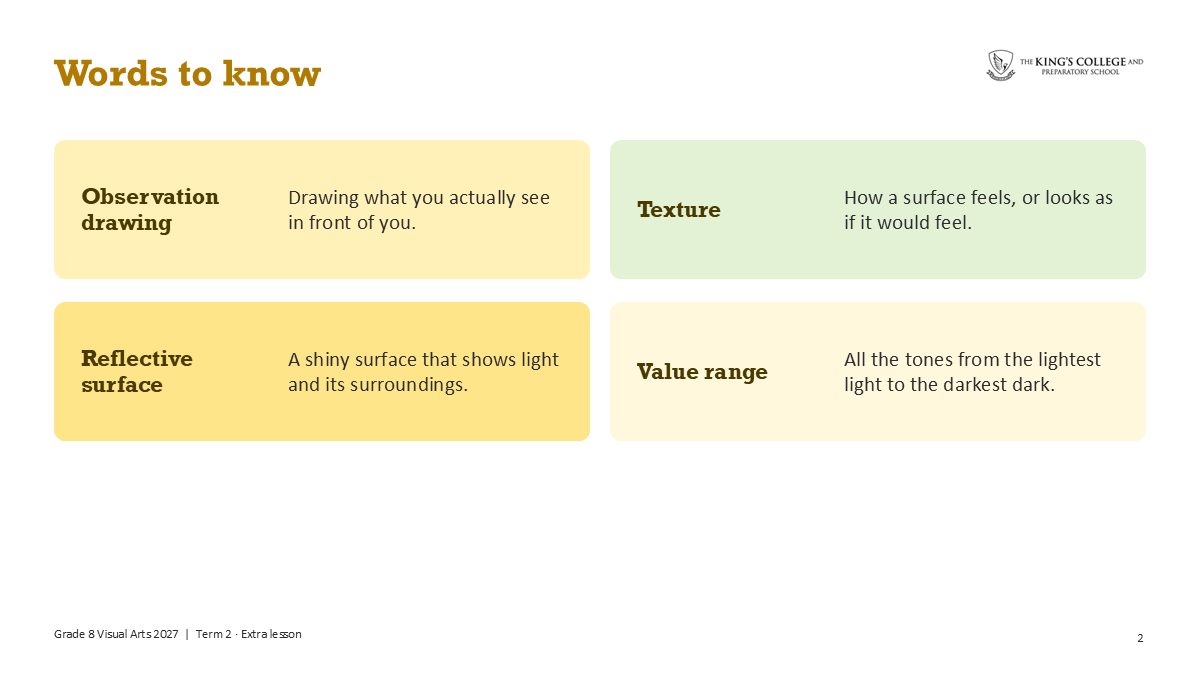 Words to know
THE KING'S COLLEGE AND
PREPARATORY SCHOOL
Observation
drawing
Drawing what you actually see
in front of you.
Texture
How a surface feels, or looks as
if it would feel.
Reflective
surface
A shiny surface that shows light
and its surroundings.
Value range
All the tones from the lightest
light to the darkest dark.
Grade 8 Visual Arts 2027 | Term 2 · Extra lesson
2